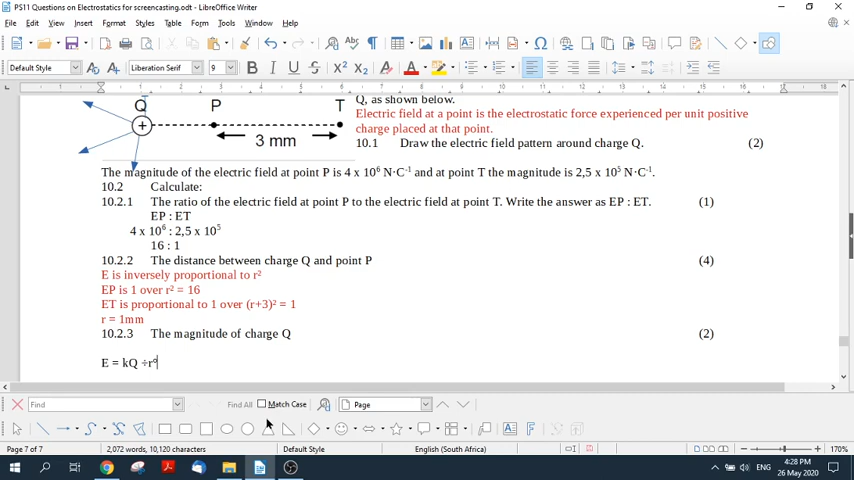 PS11 Questions on Electrostatics for screencasting.odt - LibreOffice Writer
File Edit View Insert Format Styles Table Form Tools Window Help
Default Style Liberation Serif 9
Q, as shown below.
Q P T
Electric field at a point is the electrostatic force experienced per unit positive
charge placed at that point.
+
3 mm
10.1 Draw the electric field pattern around charge Q. (2)
The magnitude of the electric field at point P is 4 x 10⁶ N·C⁻¹ and at point T the magnitude is 2,5 x 10⁵ N·C⁻¹.
10.2 Calculate:
10.2.1 The ratio of the electric field at point P to the electric field at point T. Write the answer as EP : ET. (1)
EP : ET
4 x 10⁶ : 2,5 x 10⁵
16 : 1
10.2.2 The distance between charge Q and point P (4)
E is inversely proportional to r²
EP is 1 over r² = 16
ET is proportional to 1 over (r+3)² = 1
r = 1mm
10.2.3 The magnitude of charge Q (2)
E = kQ ÷r°
Find Find All Match Case Page
Page 7 of 7 2,072 words, 10,120 characters Default Style English (South Africa) 170%
ENG 4:28 PM
26 May 2020